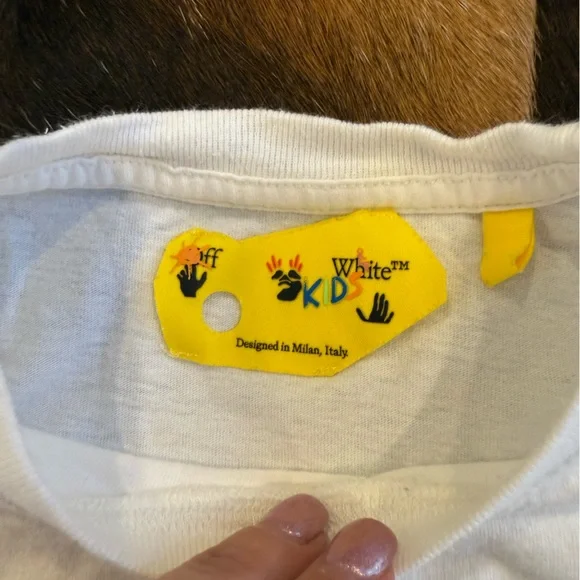 Off
White™
KIDS
Designed in Milan, Italy.